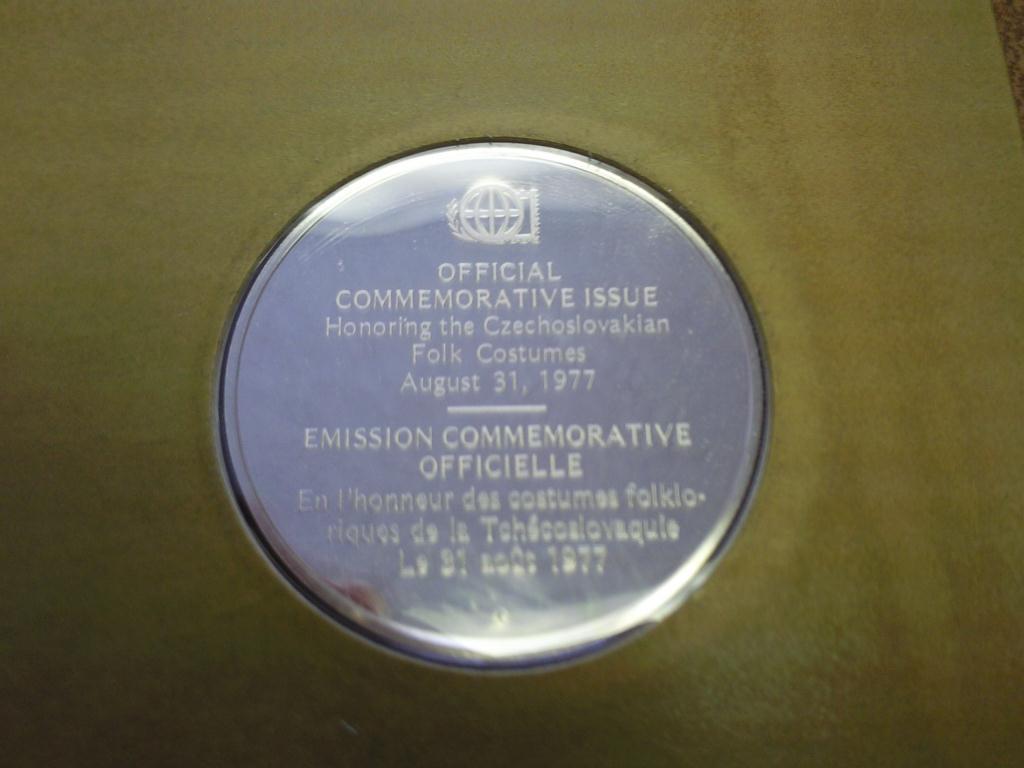 OFFICIAL
COMMEMORATIVE ISSUE
Honoring the Czechoslovakian
Folk Costumes
August 31, 1977
EMISSION COMMEMORATIVE
OFFICIELLE
En l'honneur des costumes folklo-
riques de la Tchécoslovaquie
Le 31 août 1977